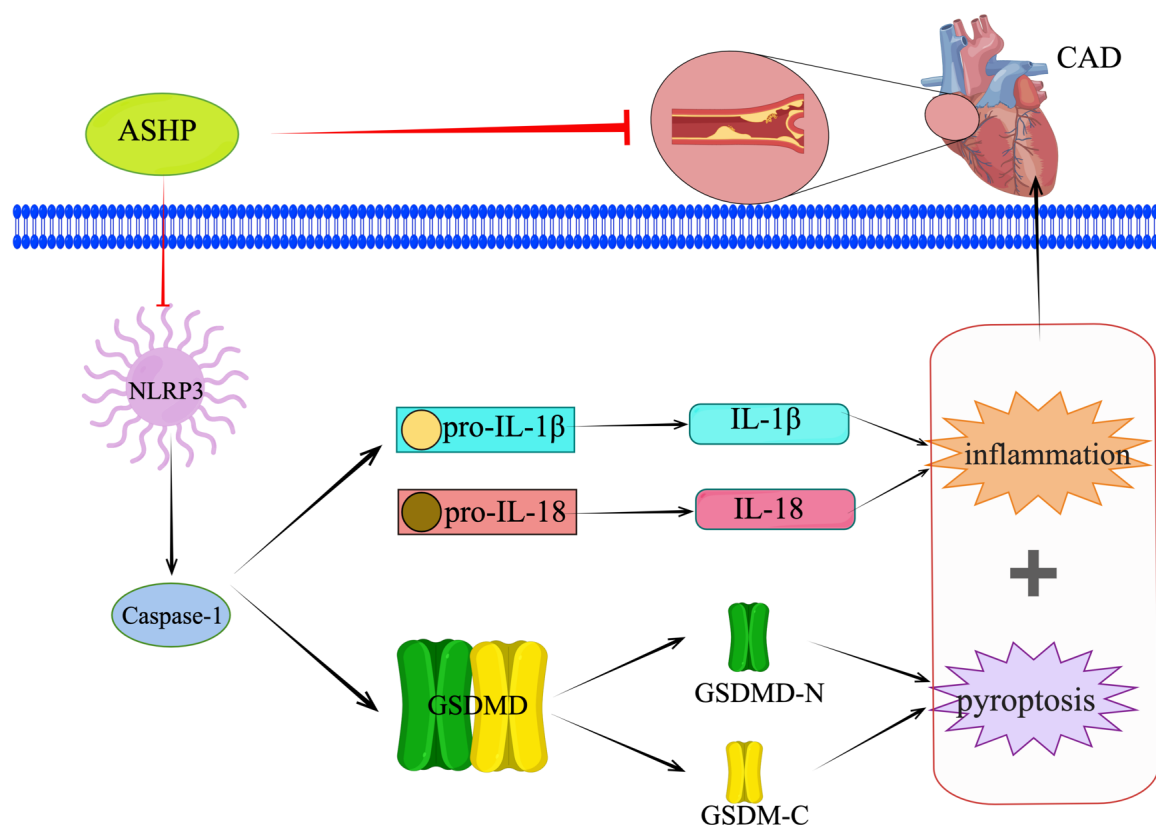 CAD
ASHP
NLRP3
pro-IL-1β
IL-1β
inflammation
pro-IL-18
IL-18
Caspase-1
GSDMD
GSDMD-N
pyroptosis
GSDM-C